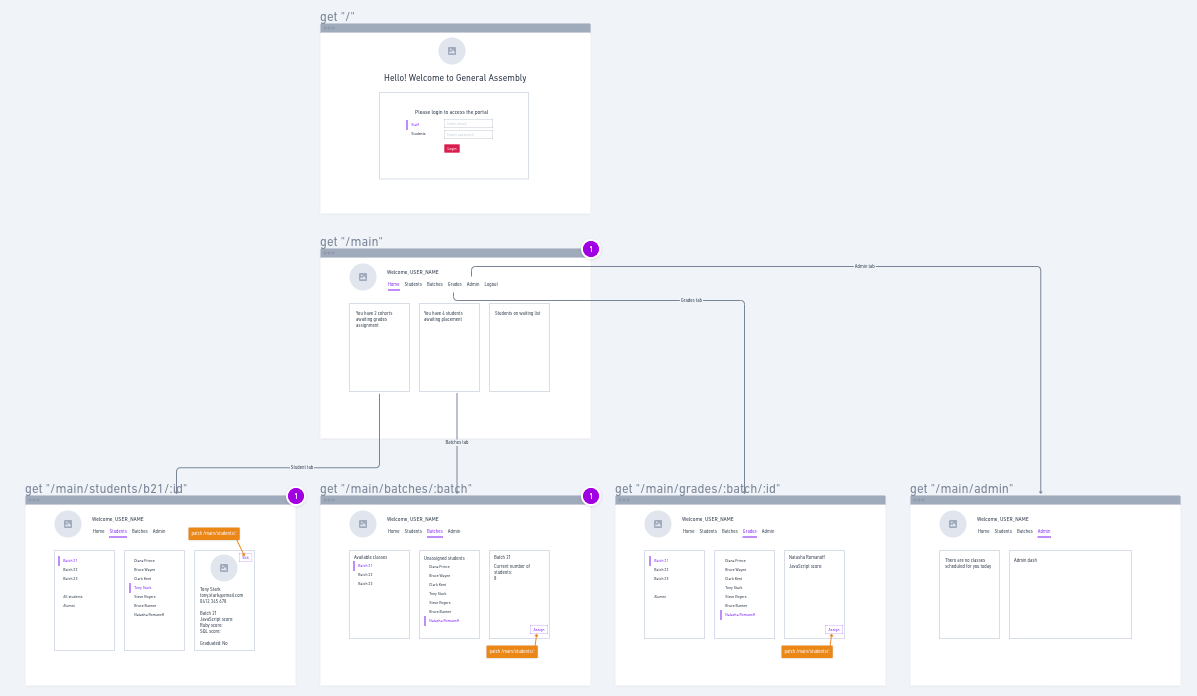 get "/"
Hello! Welcome to General Assembly
Please login to access the portal
Staff
Students
Login
get "/main"
1
Welcome, USER_NAME
Home Students Batches Grades Admin Logout
Admin tab
Grades tab
You have 2 cohorts
awaiting grades
assignment
You have 4 students
awaiting placement
Students on waiting list
Batches tab
Student tab
get "/main/students/b21/:id"
1
Welcome, USER_NAME
Home Students Batches Admin
patch /main/students/
Edit
Batch 21
Batch 22
Batch 23
All students
Alumni
Diana Prince
Bruce Wayne
Clark Kent
Tony Stark
Steve Rogers
Bruce Banner
Natasha Romanoff
Tony Stark
tony.stark@email.com
0412 345 678
Batch 21
JavaScript score:
Ruby score:
SQL score:
Graduated: No
get "/main/batches/:batch"
1
Welcome, USER_NAME
Home Students Batches Admin
Available classes
Batch 21
Batch 22
Batch 23
Unassigned students
Diana Prince
Bruce Wayne
Clark Kent
Tony Stark
Steve Rogers
Bruce Banner
Natasha Romanoff
Batch 21
Current number of
students:
Assign
patch /main/students/
get "/main/grades/:batch/:id"
Welcome, USER_NAME
Home Students Batches Grades Admin
Batch 21
Batch 22
Batch 23
Alumni
Diana Prince
Bruce Wayne
Clark Kent
Tony Stark
Steve Rogers
Bruce Banner
Natasha Romanoff
Natasha Romanoff
JavaScript score:
Assign
patch /main/students/
get "/main/admin"
Welcome, USER_NAME
Home Students Batches Admin
There are no classes
scheduled for you today
Admin dash